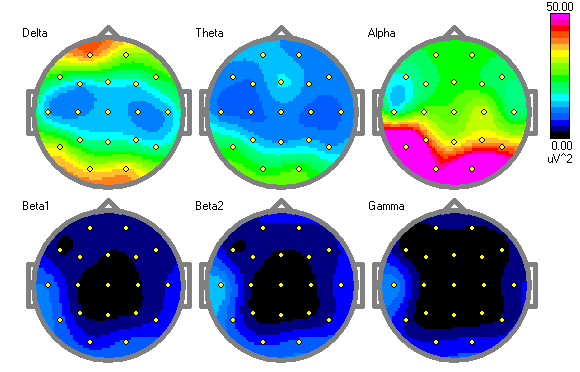 50.00
Delta
Theta
Alpha
0.00
uV^2
Beta1
Beta2
Gamma